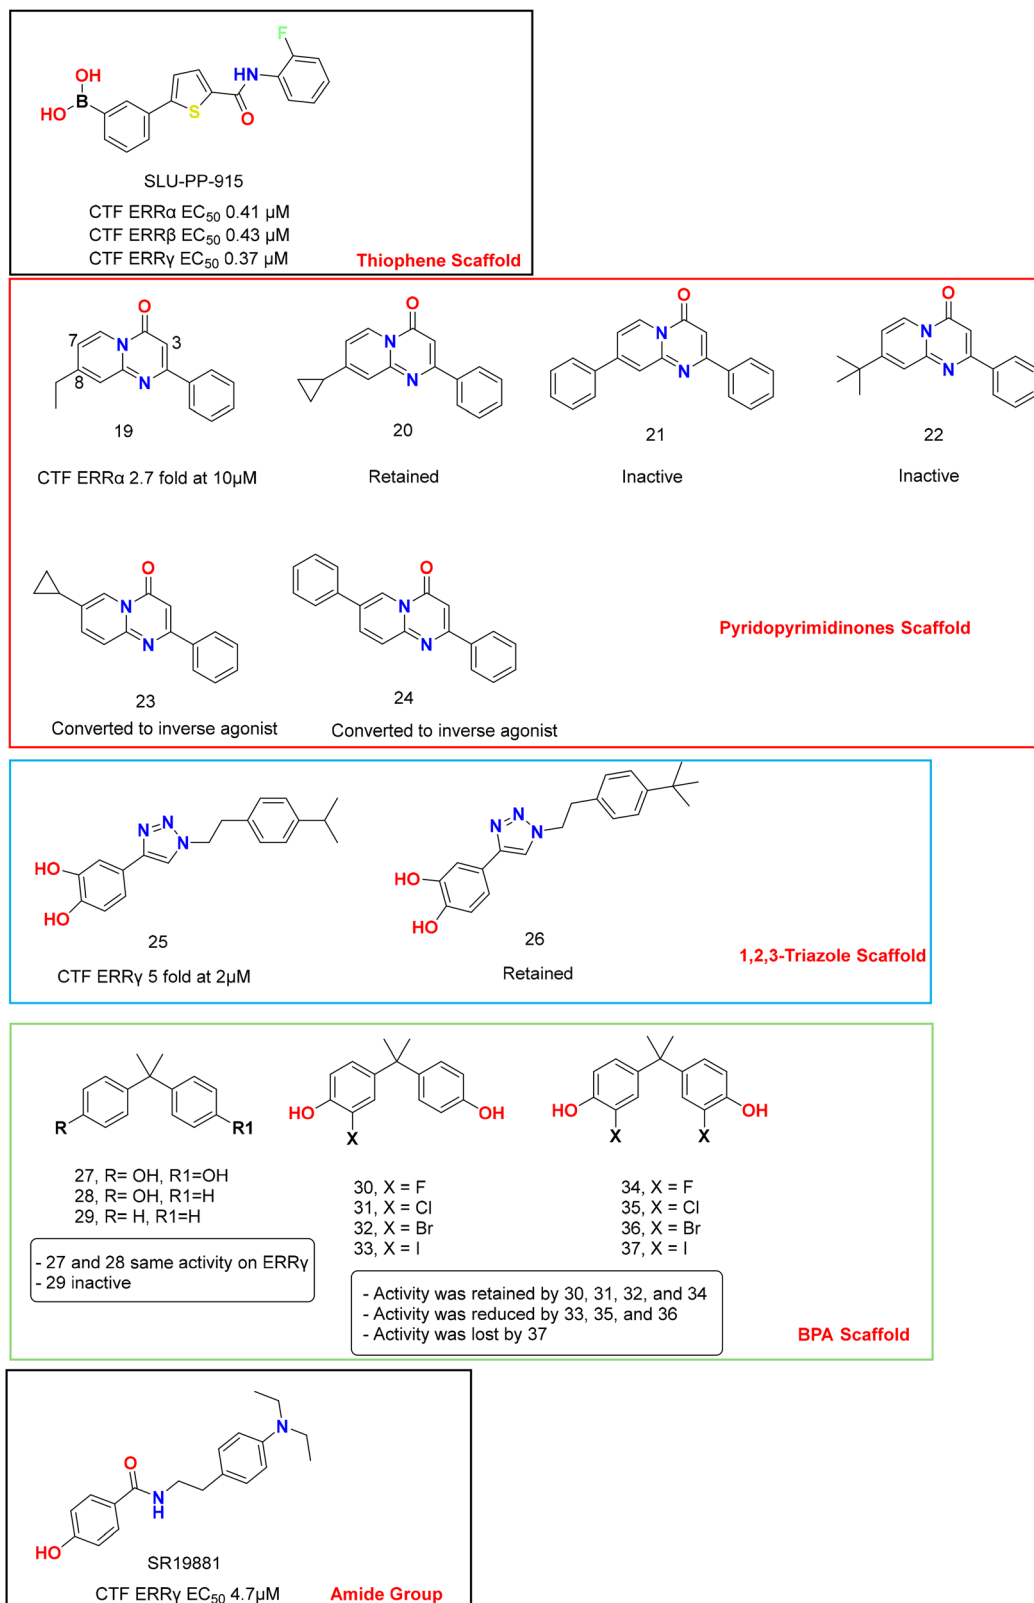 F
OH
HO
B
HN
S
O
SLU-PP-915
CTF ERRα EC50 0.41 µM
CTF ERRβ EC50 0.43 µM
CTF ERRγ EC50 0.37 µM
Thiophene Scaffold
O
7
N
3
8
N
19
CTF ERRα 2.7 fold at 10µM
O
N
N
20
Retained
O
N
N
21
Inactive
O
N
N
22
Inactive
O
N
N
23
Converted to inverse agonist
O
N
N
24
Converted to inverse agonist
Pyridopyrimidinones Scaffold
N
N
N
HO
HO
25
CTF ERRγ 5 fold at 2µM
N
N
N
HO
HO
26
Retained
1,2,3-Triazole Scaffold
R
R1
27, R= OH, R1=OH
28, R= OH, R1=H
29, R= H, R1=H
- 27 and 28 same activity on ERRγ
- 29 inactive
HO
OH
X
30, X = F
31, X = Cl
32, X = Br
33, X = I
HO
OH
X
X
34, X = F
35, X = Cl
36, X = Br
37, X = I
- Activity was retained by 30, 31, 32, and 34
- Activity was reduced by 33, 35, and 36
- Activity was lost by 37
BPA Scaffold
N
O
N
H
HO
SR19881
CTF ERRγ EC50 4.7µM
Amide Group